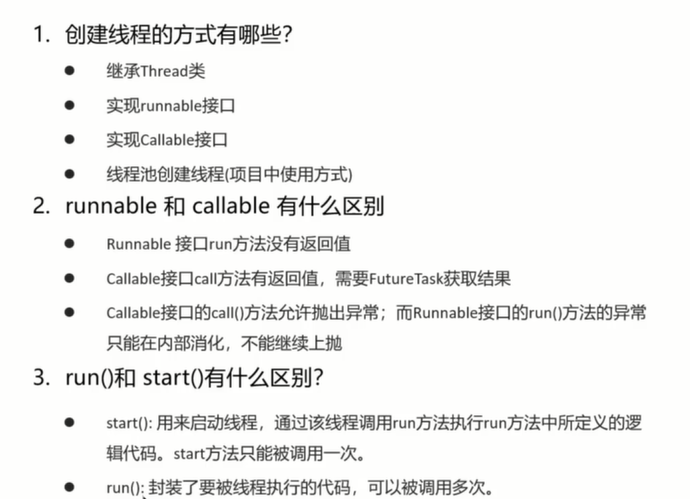 1. 创建线程的方式有哪些？
● 继承Thread类
● 实现runnable接口
● 实现Callable接口
● 线程池创建线程(项目中使用方式)
2. runnable 和 callable 有什么区别
● Runnable 接口run方法没有返回值
● Callable接口call方法有返回值，需要FutureTask获取结果
● Callable接口的call()方法允许抛出异常；而Runnable接口的run()方法的异常
只能在内部消化，不能继续上抛
3. run()和 start()有什么区别？
● start(): 用来启动线程，通过该线程调用run方法执行run方法中所定义的逻
辑代码。start方法只能被调用一次。
● run(): 封装了要被线程执行的代码，可以被调用多次。